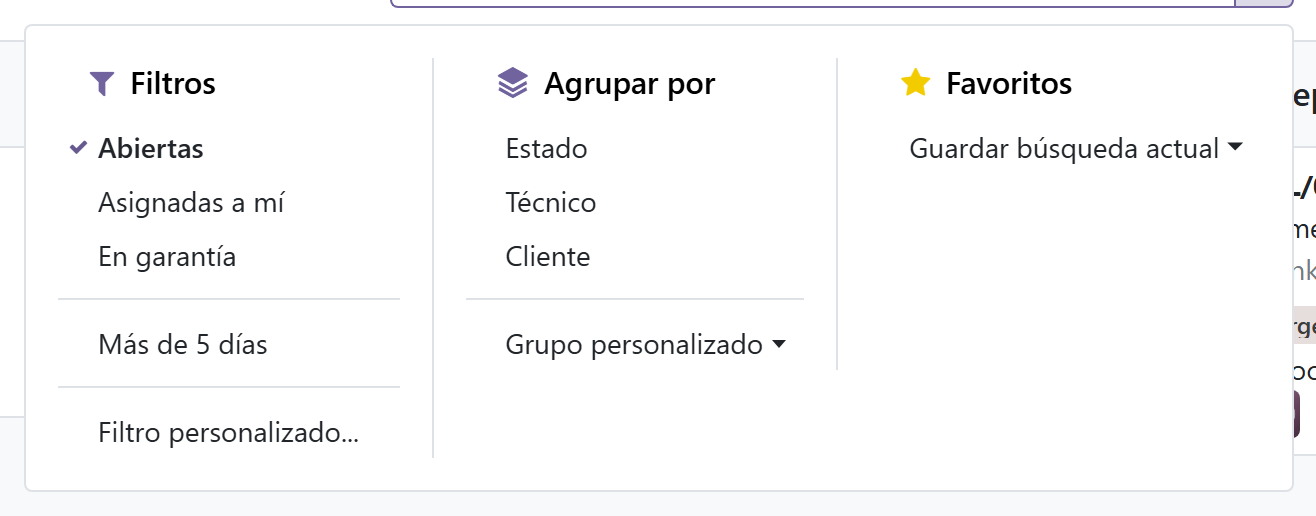 Filtros
Abiertas
Asignadas a mí
En garantía
Más de 5 días
Filtro personalizado...
Agrupar por
Estado
Técnico
Cliente
Grupo personalizado
Favoritos
Guardar búsqueda actual